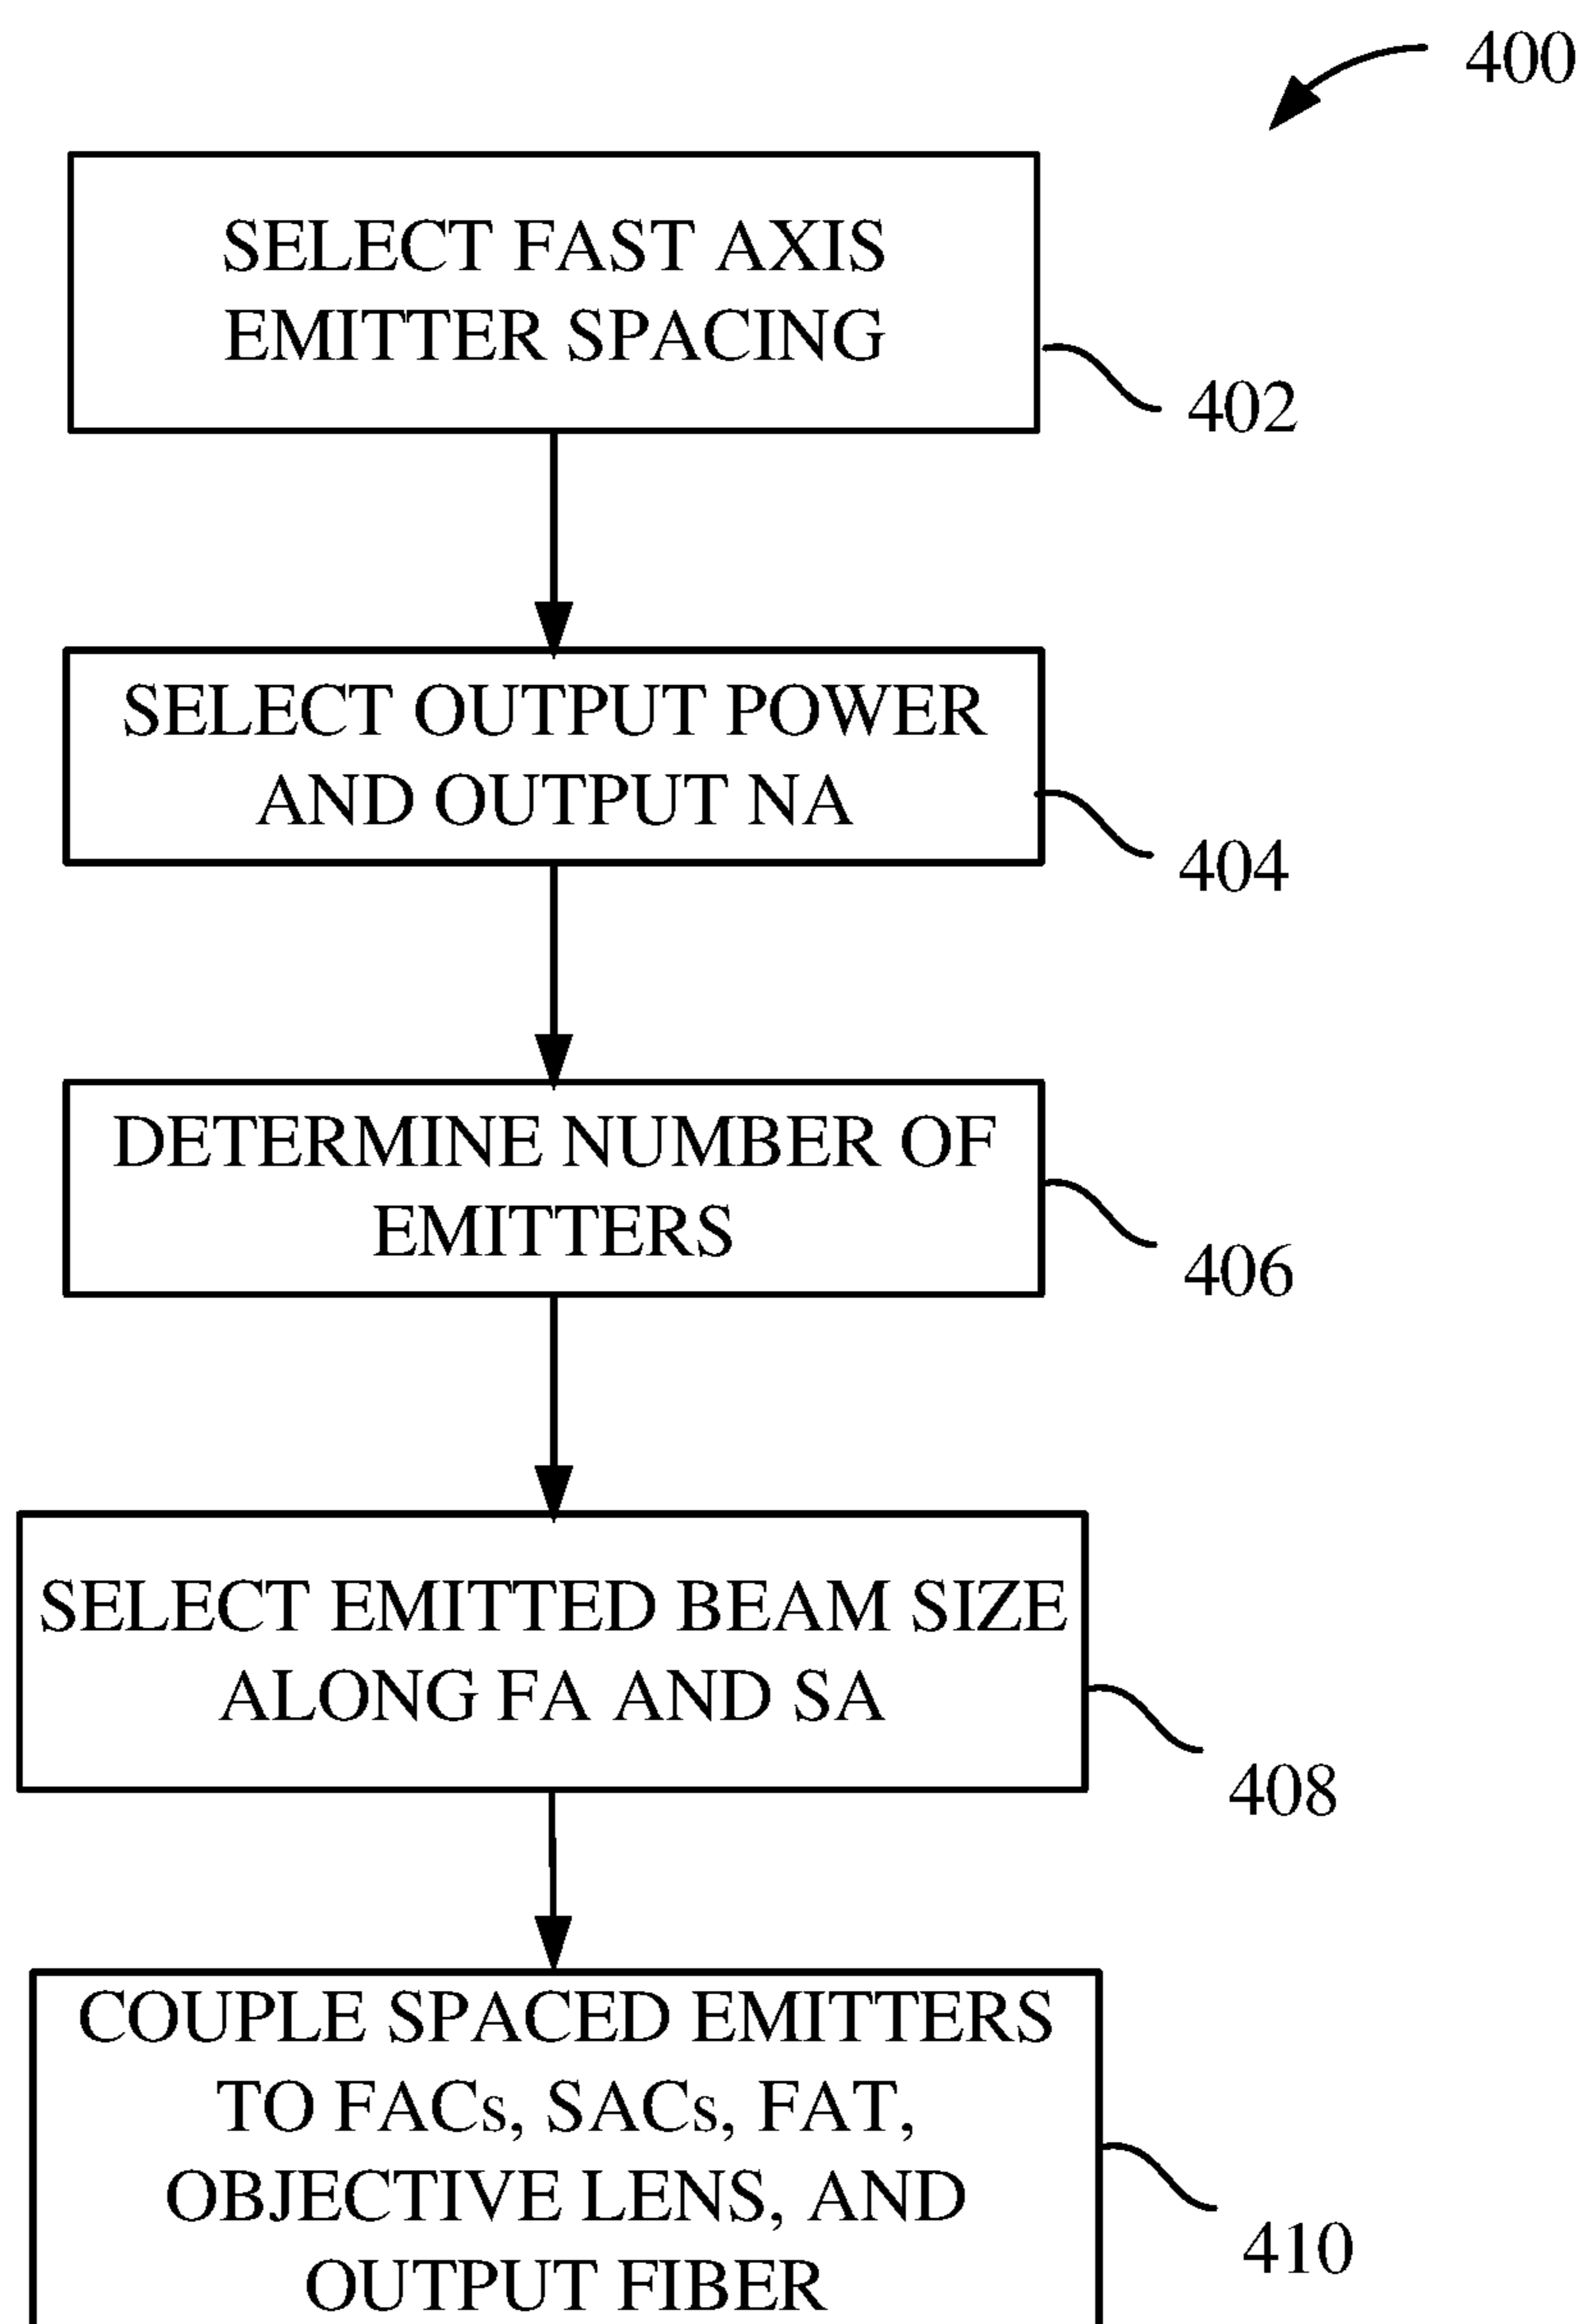 400
SELECT FAST AXIS
EMITTER SPACING
402
SELECT OUTPUT POWER
AND OUTPUT NA
404
DETERMINE NUMBER OF
EMITTERS
406
SELECT EMITTED BEAM SIZE
ALONG FA AND SA
408
COUPLE SPACED EMITTERS
TO FACs, SACs, FAT,
OBJECTIVE LENS, AND
OUTPUT FIBER
410